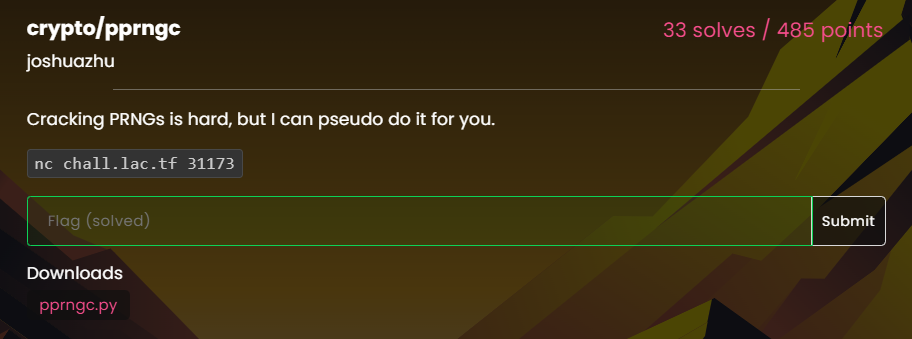 crypto/pprngc
33 solves / 485 points
joshuazhu
Cracking PRNGs is hard, but I can pseudo do it for you.
nc chall.lac.tf 31173
Flag (solved)
Submit
Downloads
pprngc.py